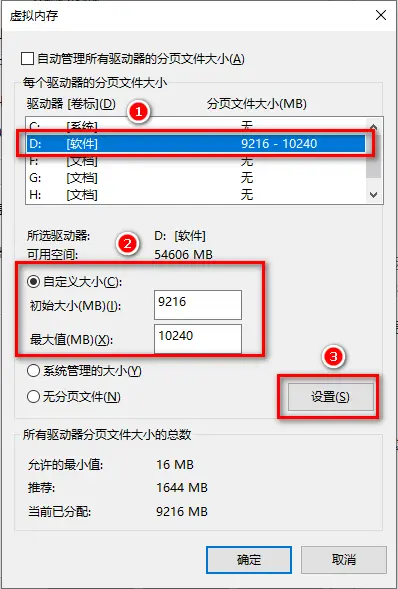 虚拟内存
自动管理所有驱动器的分页文件大小(A)
每个驱动器的分页文件大小
驱动器 [卷标](D) 分页文件大小(MB)
1
C: [系统] 无
D: [软件] 9216 - 10240
F: [文档] 无
G: [文档] 无
H: [文档] 无
所选驱动器: D: [软件]
2
可用空间: 54606 MB
自定义大小(C):
初始大小(MB)(I): 9216
最大值(MB)(X): 10240
3
系统管理的大小(Y)
无分页文件(N) 设置(S)
所有驱动器分页文件大小的总数
允许的最小值: 16 MB
推荐: 1644 MB
当前已分配: 9216 MB
确定 取消